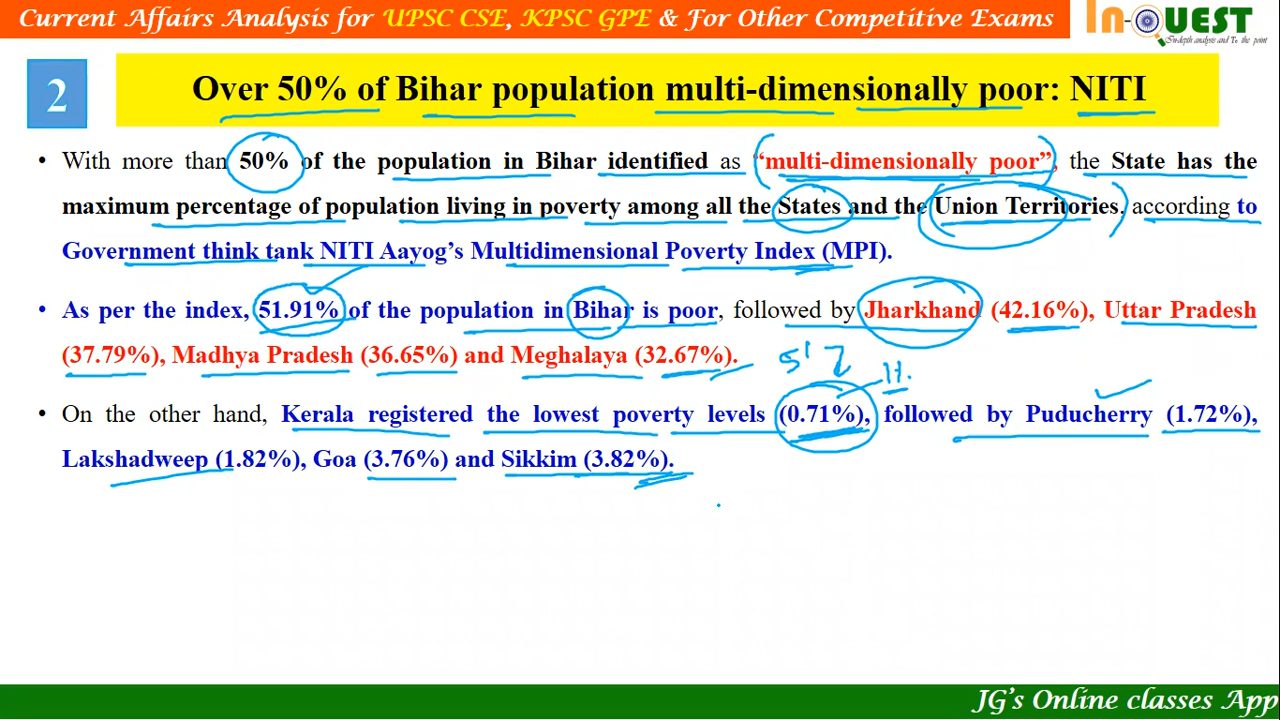 Current Affairs Analysis for UPSC CSE, KPSC GPE & For Other Competitive Exams
In-QUEST
In-depth analysis and To the point
2
Over 50% of Bihar population multi-dimensionally poor: NITI
• With more than 50% of the population in Bihar identified as “multi-dimensionally poor”, the State has the
maximum percentage of population living in poverty among all the States and the Union Territories, according to
Government think tank NITI Aayog’s Multidimensional Poverty Index (MPI).
• As per the index, 51.91% of the population in Bihar is poor, followed by Jharkhand (42.16%), Uttar Pradesh
(37.79%), Madhya Pradesh (36.65%) and Meghalaya (32.67%).
• On the other hand, Kerala registered the lowest poverty levels (0.71%), followed by Puducherry (1.72%),
Lakshadweep (1.82%), Goa (3.76%) and Sikkim (3.82%).
JG’s Online classes App